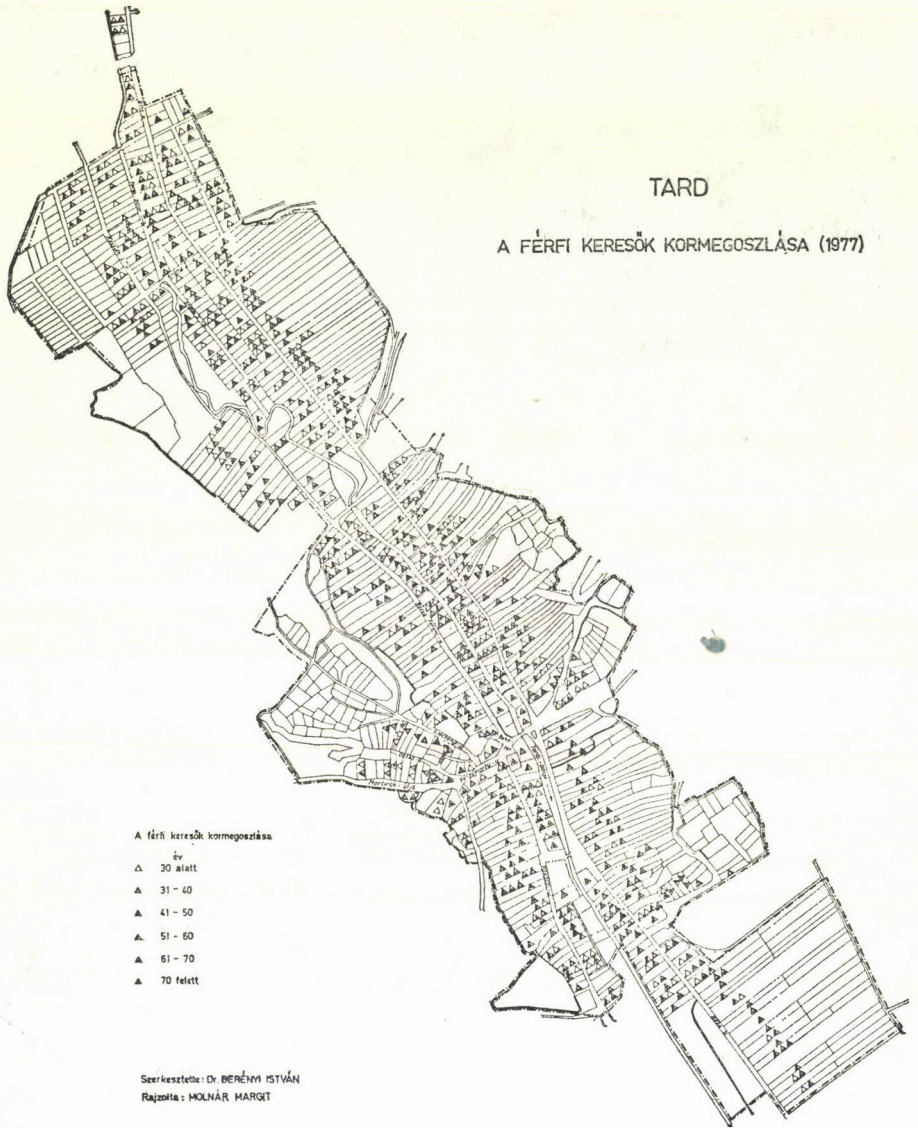 TARD
A FÉRFI KERESŐK KORMEGOSZLÁSA (1977)
A férfi keresők kormegoszlása
év
30 alatt
31 - 40
41 - 50
51 - 60
61 - 70
70 felett
Szerkesztette: Dr. BERÉNYI ISTVÁN
Rajzolta: MOLNÁR MARGIT